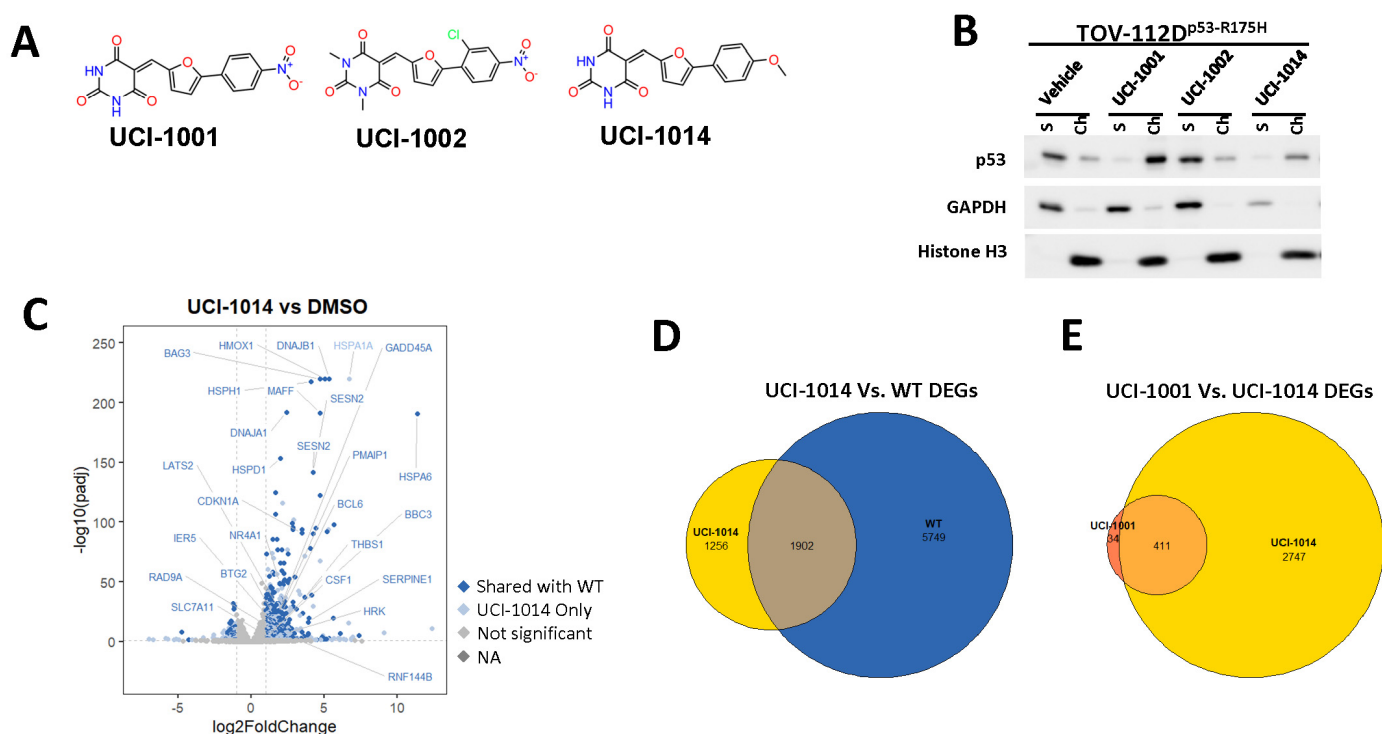 A
O
O
Cl
O
N+
O-
HN
O
N
O
N+
O-
HN
O
O
O
N
H
O
O
N
O
O
N
H
O
UCI-1001
UCI-1002
UCI-1014
B
TOV-112Dp53-R175H
Vehicle
UCI-1001
UCI-1002
UCI-1014
S Ch S Ch S Ch S Ch
p53
GAPDH
Histone H3
C
UCI-1014 vs DMSO
250
200
150
100
50
0
-log10(padj)
-5 0 5 10
log2FoldChange
HMOX1
DNAJB1
HSPA1A
GADD45A
BAG3
HSPH1
MAFF
SESN2
DNAJA1
SESN2
LATS2
HSPD1
PMAIP1
HSPA6
CDKN1A
BCL6
BBC3
IER5
NR4A1
THBS1
RAD9A
BTG2
CSF1
SERPINE1
SLC7A11
HRK
RNF144B
Shared with WT
UCI-1014 Only
Not significant
NA
D
UCI-1014 Vs. WT DEGs
UCI-1014
1256
1902
WT
5749
E
UCI-1001 Vs. UCI-1014 DEGs
UCI-1001
34
411
UCI-1014
2747